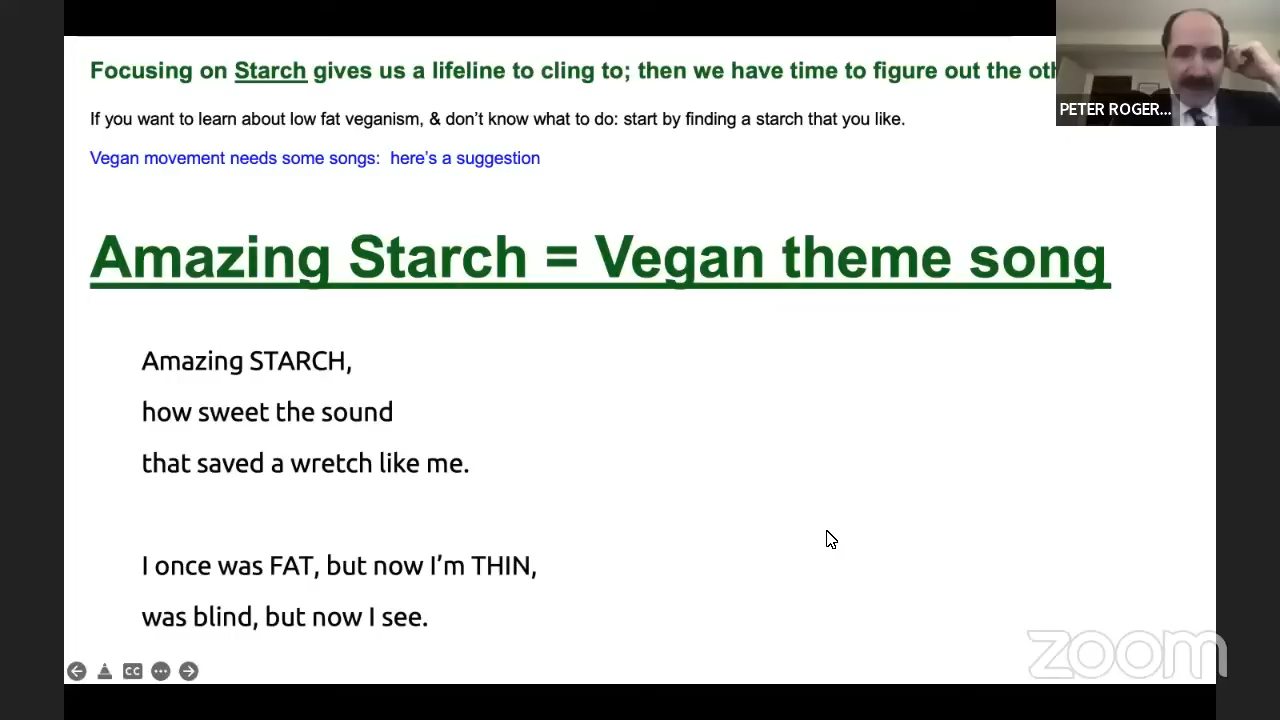 Focusing on Starch gives us a lifeline to cling to; then we have time to figure out the
PETER ROGER...
If you want to learn about low fat veganism, & don't know what to do: start by finding a starch that you like.
Vegan movement needs some songs: here's a suggestion
Amazing Starch = Vegan theme song
Amazing STARCH,
how sweet the sound
that saved a wretch like me.
I once was FAT, but now I'm THIN,
was blind, but now I see.
CC
zoom